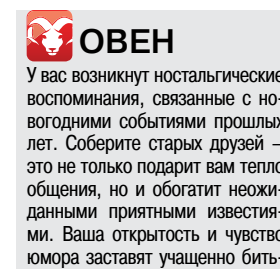 ОВЕН
У вас возникнут ностальгические
воспоминания, связанные с но-
вогодними событиями прошлых
лет. Соберите старых друзей –
это не только подарит вам тепло
общения, но и обогатит неожи-
данными приятными известия-
ми. Ваша открытость и чувство
юмора заставят учащенно бить-